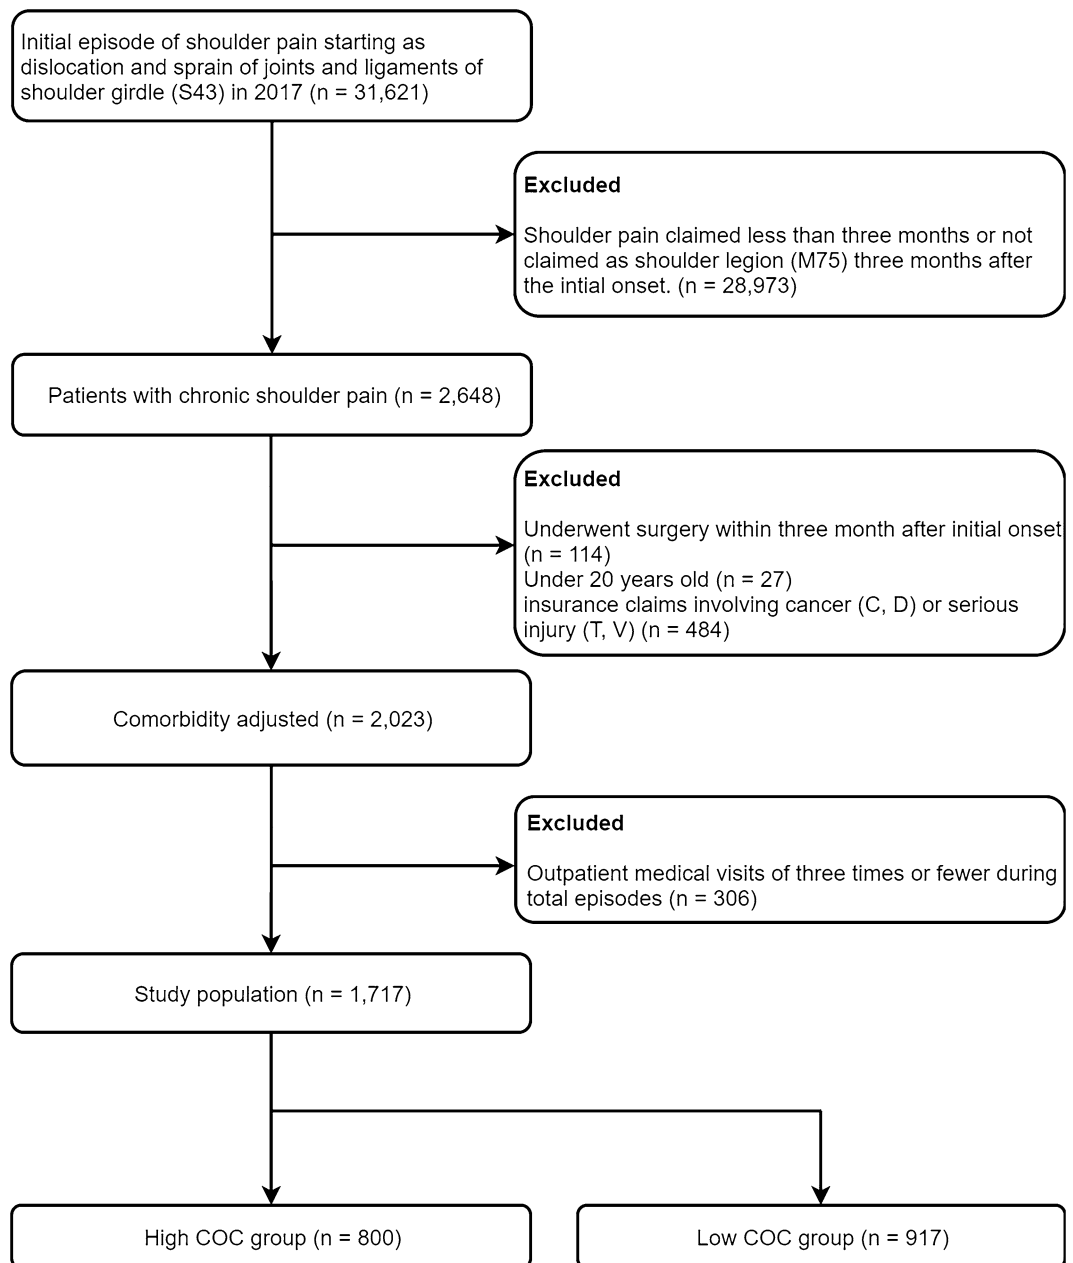 Initial episode of shoulder pain starting as
dislocation and sprain of joints and ligaments of
shoulder girdle (S43) in 2017 (n = 31,621)
Excluded
Shoulder pain claimed less than three months or not
claimed as shoulder legion (M75) three months after
the intial onset. (n = 28,973)
Patients with chronic shoulder pain (n = 2,648)
Excluded
Underwent surgery within three month after initial onset
(n = 114)
Under 20 years old (n = 27)
insurance claims involving cancer (C, D) or serious
injury (T, V) (n = 484)
Comorbidity adjusted (n = 2,023)
Excluded
Outpatient medical visits of three times or fewer during
total episodes (n = 306)
Study population (n = 1,717)
High COC group (n = 800)
Low COC group (n = 917)